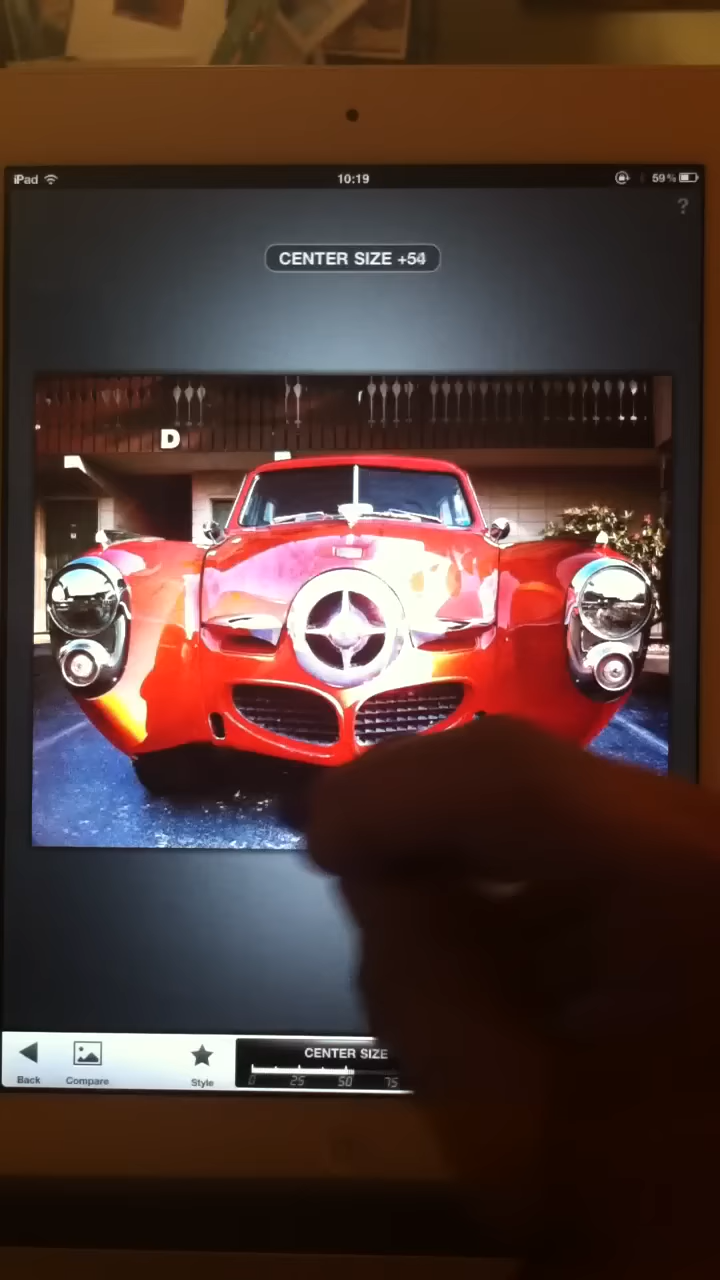 iPad 10:19 59%
?
CENTER SIZE +54
D
CENTER SIZE
0 25 50 75
Back Compare Style